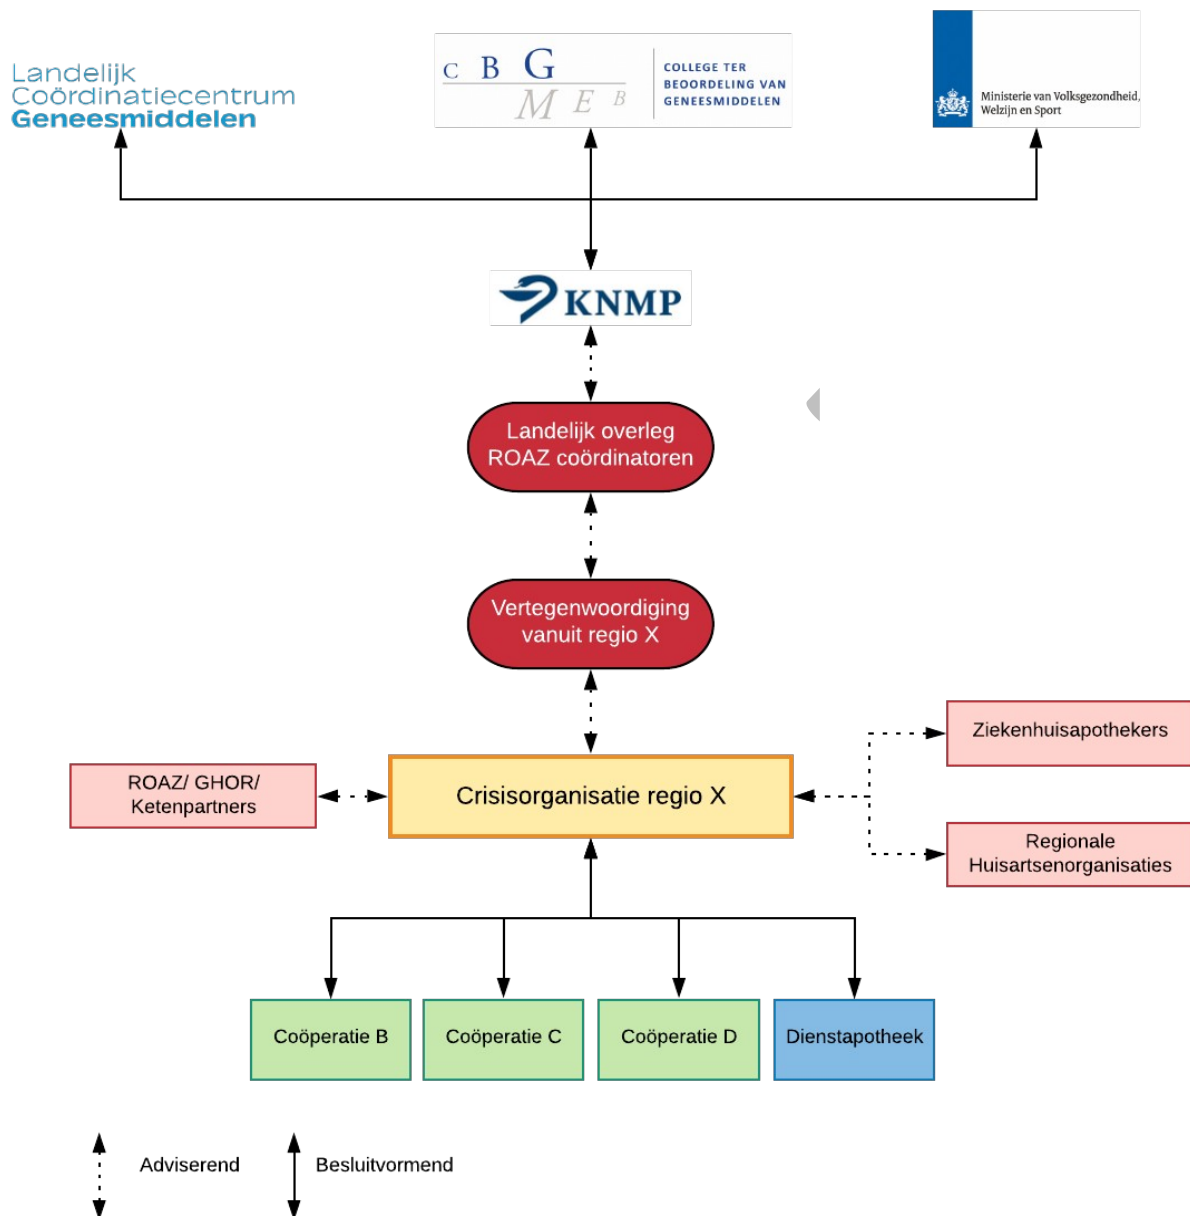 Landelijk
Coördinatiecentrum
Geneesmiddelen
C B G
M E B
COLLEGE TER
BEOORDELING VAN
GENEESMIDDELEN
Ministerie van Volksgezondheid,
Welzijn en Sport
KNMP
Landelijk overleg
ROAZ coördinatoren
Vertegenwoordiging
vanuit regio X
Ziekenhuisapothekers
ROAZ/ GHOR/
Ketenpartners
Crisisorganisatie regio X
Regionale
Huisartsenorganisaties
Coöperatie B
Coöperatie C
Coöperatie D
Dienstapotheek
Adviserend
Besluitvormend